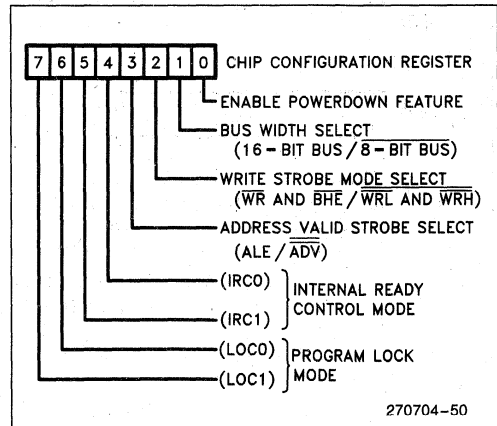 7 6 5 4 3 2 1 0 CHIP CONFIGURATION REGISTER
ENABLE POWERDOWN FEATURE
BUS WIDTH SELECT
(16-BIT BUS/8-BIT BUS)
WRITE STROBE MODE SELECT
(WR AND BHE/WRL AND WRH)
ADDRESS VALID STROBE SELECT
(ALE/ADV)
(IRC0)
INTERNAL READY
CONTROL MODE
(IRC1)
(LOC0)
PROGRAM LOCK
MODE
(LOC1)
270704-50